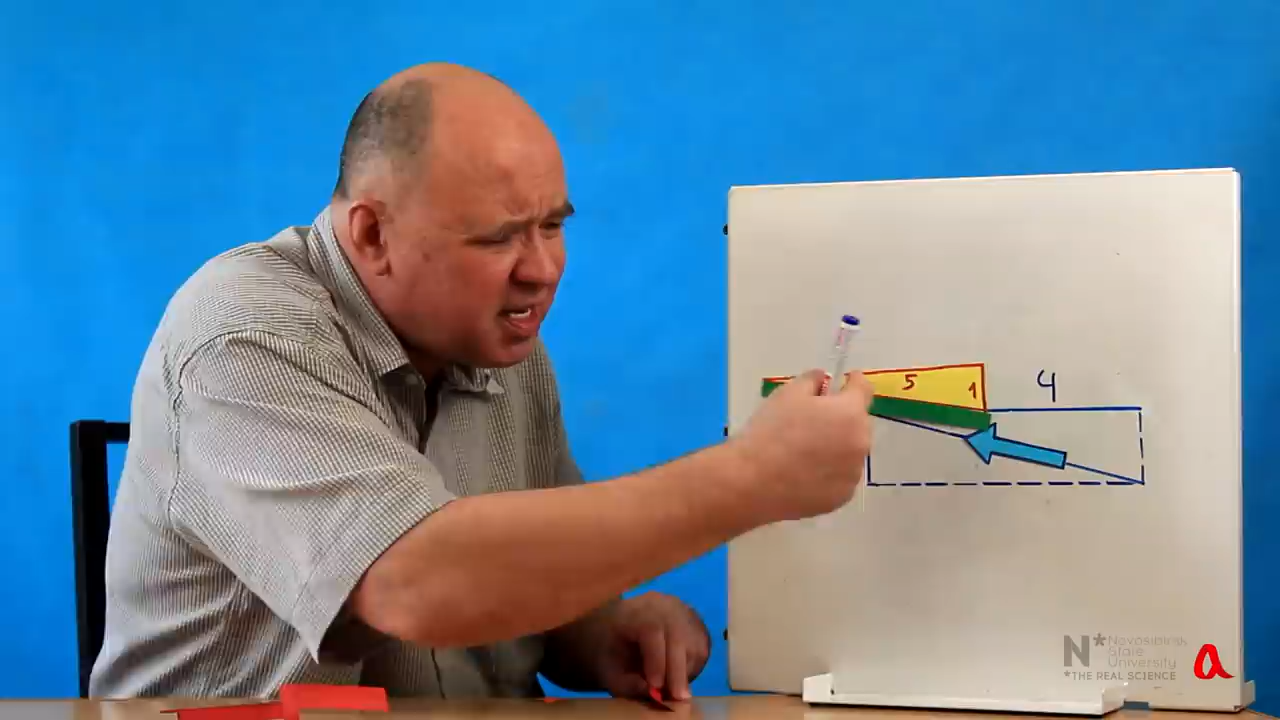 5
1
4
N*
Novosibirsk
State
University
*THE REAL SCIENCE
a